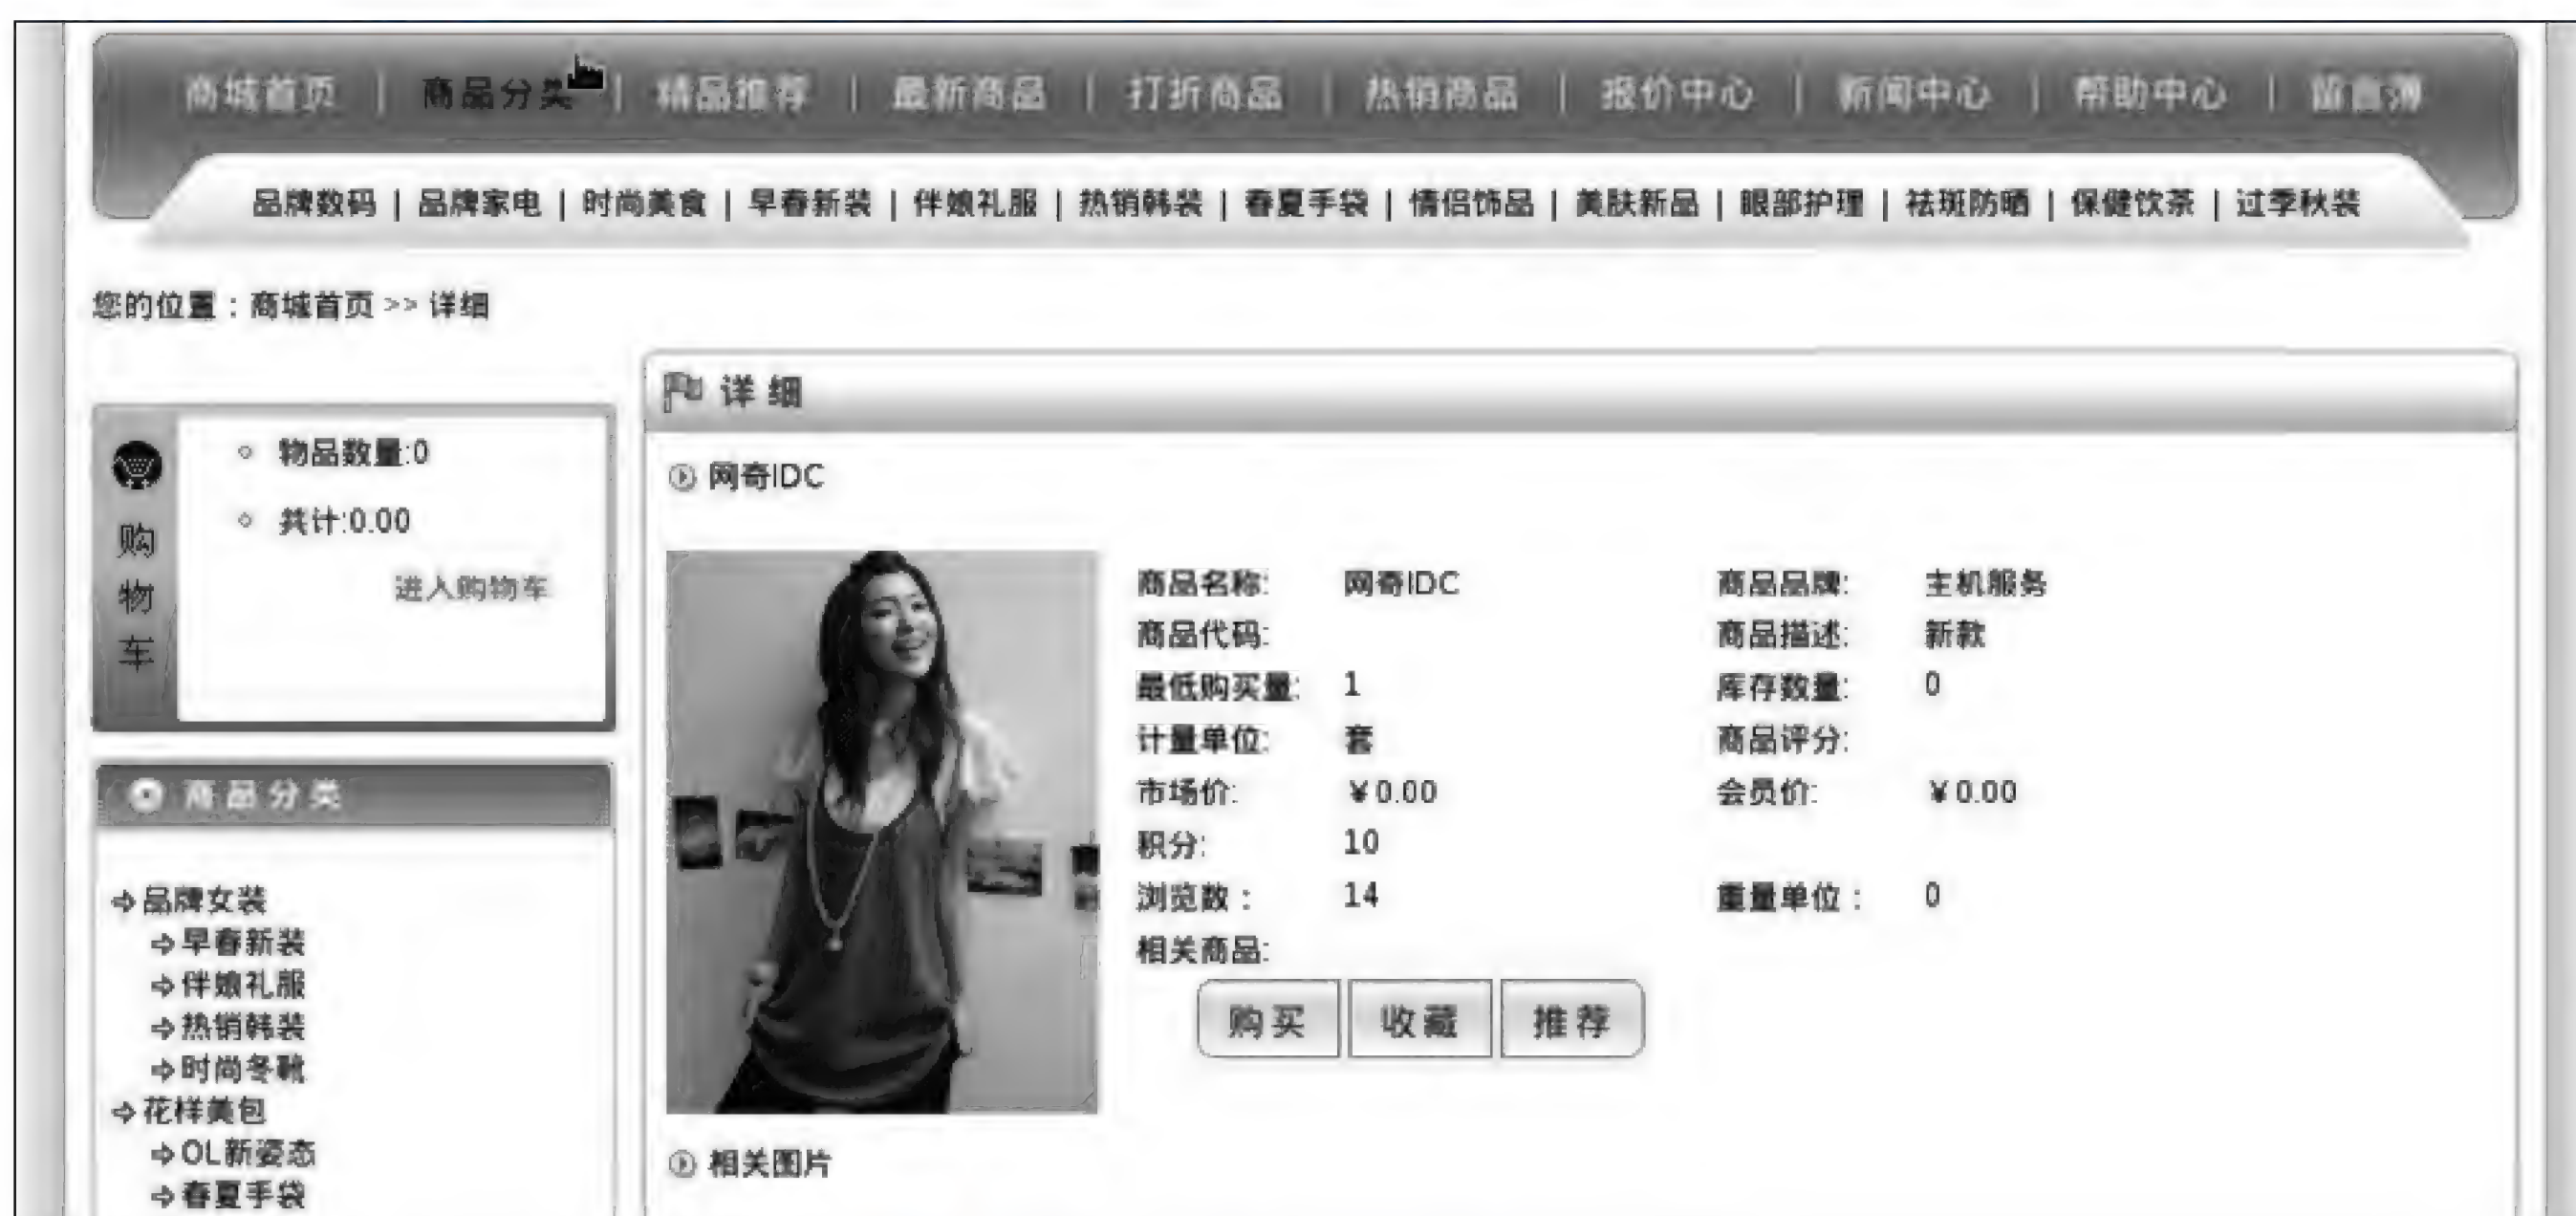 商城首页 | 商品分类 | 精品推荐 | 最新商品 | 打折商品 | 热销商品 | 报价中心 | 新闻中心 | 帮助中心 | 留言簿
品牌数码 | 品牌家电 | 时尚美食 | 早春新装 | 伴娘礼服 | 热销韩装 | 春夏手袋 | 情侣饰品 | 美肤新品 | 眼部护理 | 祛斑防晒 | 保健饮茶 | 过季秋装
您的位置：商城首页 >> 详细
购物车
物品数量:0
共计:0.00
进入购物车
商品分类
品牌女装
早春新装
伴娘礼服
热销韩装
时尚冬靴
花样美包
OL新姿态
春夏手袋
详细
网奇IDC
商品名称: 网奇IDC 商品品牌: 主机服务
商品代码: 商品描述: 新款
最低购买量: 1 库存数量: 0
计量单位: 套 商品评分:
市场价: ￥0.00 会员价: ￥0.00
积分: 10
浏览数： 14 重量单位： 0
相关商品:
购买 收藏 推荐
相关图片